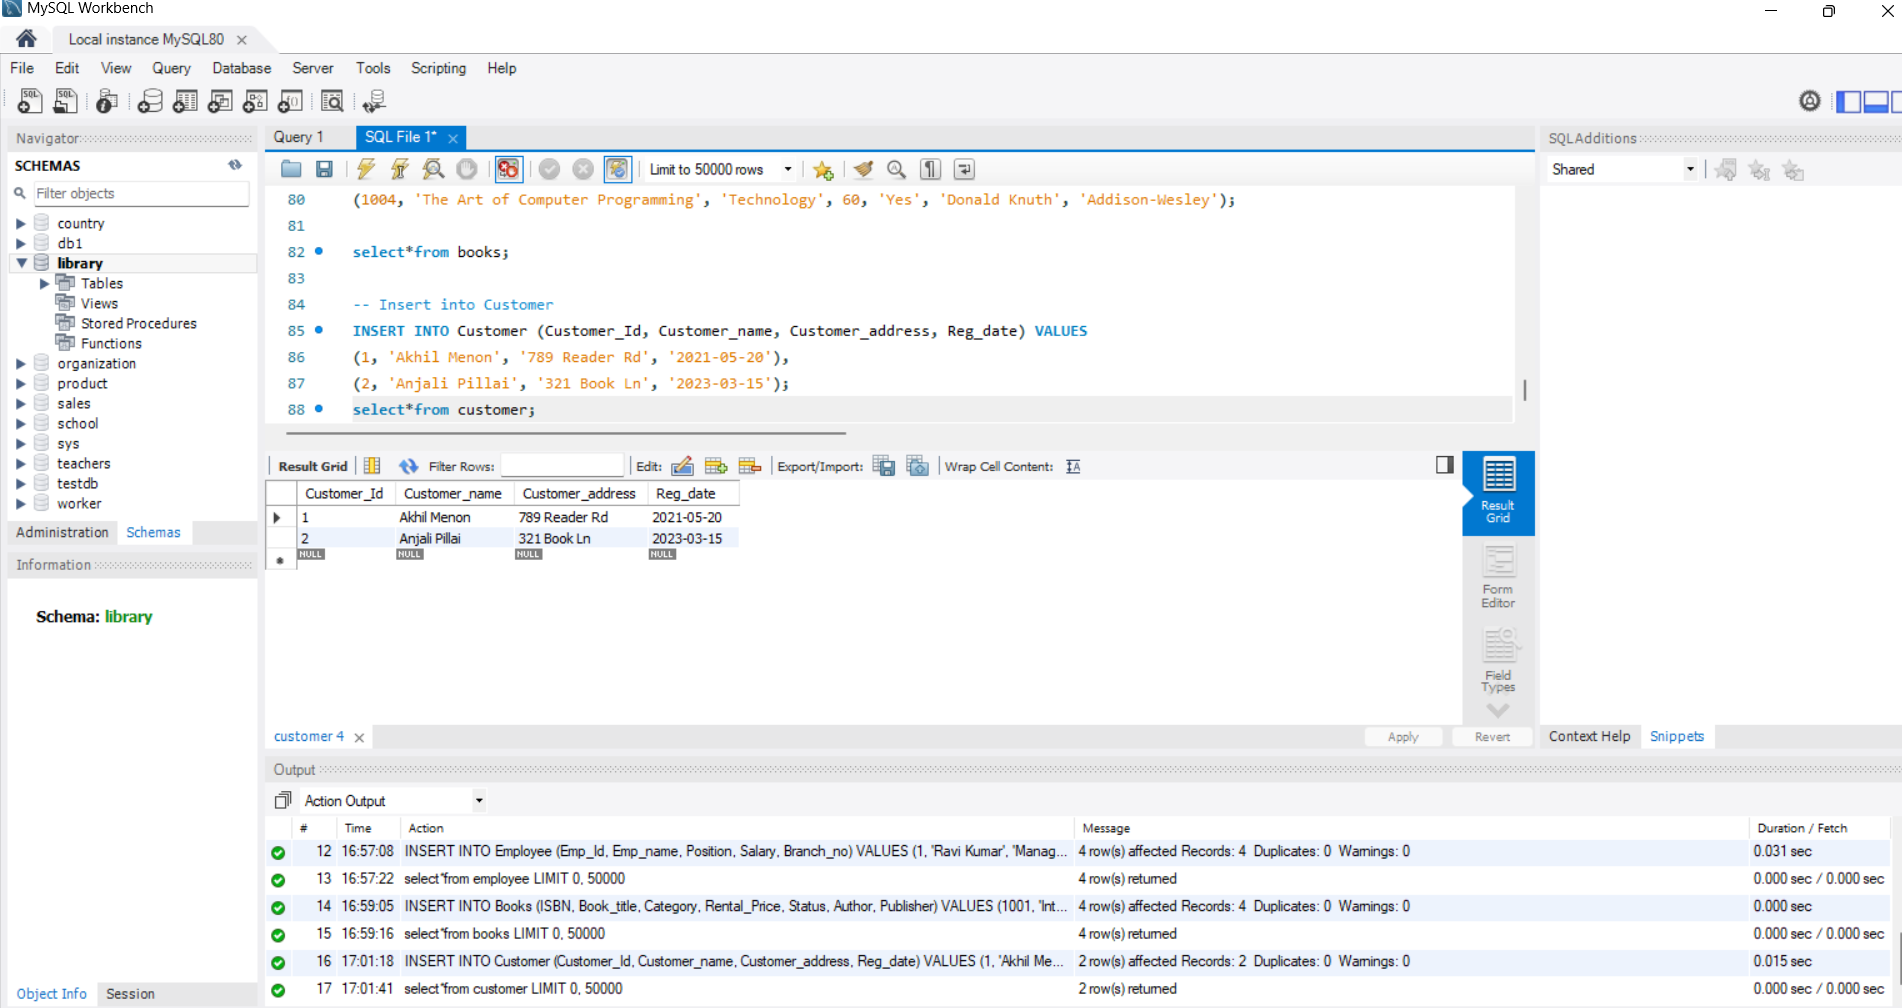 MySQL Workbench
Local instance MySQL80
File Edit View Query Database Server Tools Scripting Help
Navigator
SCHEMAS
Filter objects
country
db1
library
Tables
Views
Stored Procedures
Functions
organization
product
sales
school
sys
teachers
testdb
worker
Administration Schemas
Information
Schema: library
Object Info Session
Query 1 SQL File 1*
Limit to 50000 rows
80 (1004, 'The Art of Computer Programming', 'Technology', 60, 'Yes', 'Donald Knuth', 'Addison-Wesley');
81
82 select*from books;
83
84 -- Insert into Customer
85 INSERT INTO Customer (Customer_Id, Customer_name, Customer_address, Reg_date) VALUES
86 (1, 'Akhil Menon', '789 Reader Rd', '2021-05-20'),
87 (2, 'Anjali Pillai', '321 Book Ln', '2023-03-15');
88 select*from customer;
Result Grid Filter Rows: Edit: Export/Import: Wrap Cell Content:
Customer_Id Customer_name Customer_address Reg_date
1 Akhil Menon 789 Reader Rd 2021-05-20
2 Anjali Pillai 321 Book Ln 2023-03-15
NULL NULL NULL NULL
Result
Grid
Form
Editor
Field
Types
customer 4
Apply Revert
SQLAdditions
Shared
Context Help Snippets
Output
Action Output
# Time Action Message Duration / Fetch
12 16:57:08 INSERT INTO Employee (Emp_Id, Emp_name, Position, Salary, Branch_no) VALUES (1, 'Ravi Kumar', 'Manag... 4 row(s) affected Records: 4 Duplicates: 0 Warnings: 0 0.031 sec
13 16:57:22 select*from employee LIMIT 0, 50000 4 row(s) returned 0.000 sec / 0.000 sec
14 16:59:05 INSERT INTO Books (ISBN, Book_title, Category, Rental_Price, Status, Author, Publisher) VALUES (1001, 'Int... 4 row(s) affected Records: 4 Duplicates: 0 Warnings: 0 0.000 sec
15 16:59:16 select*from books LIMIT 0, 50000 4 row(s) returned 0.000 sec / 0.000 sec
16 17:01:18 INSERT INTO Customer (Customer_Id, Customer_name, Customer_address, Reg_date) VALUES (1, 'Akhil Me... 2 row(s) affected Records: 2 Duplicates: 0 Warnings: 0 0.015 sec
17 17:01:41 select*from customer LIMIT 0, 50000 2 row(s) returned 0.000 sec / 0.000 sec